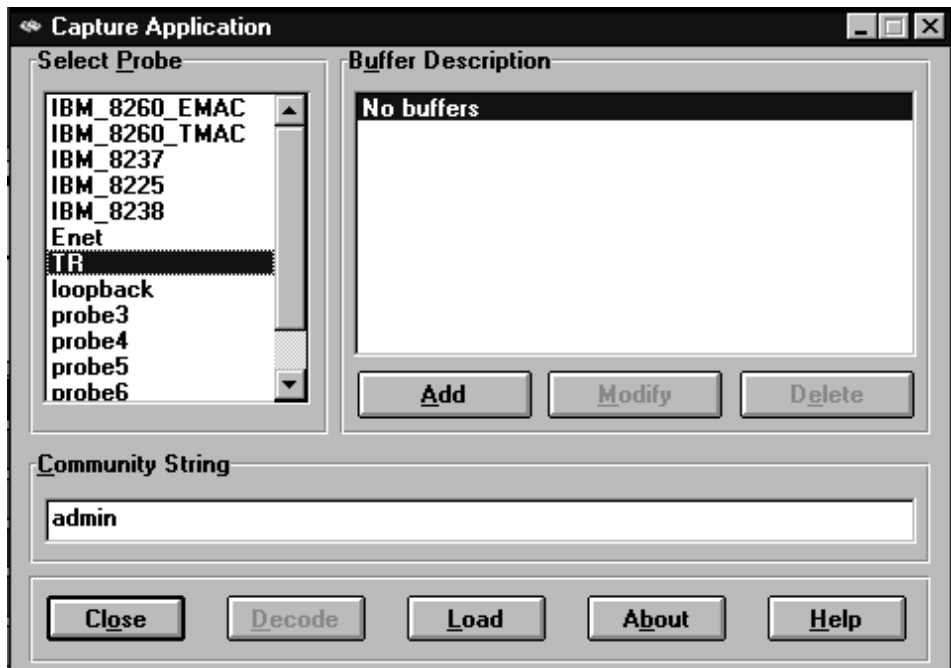 Capture Application
Select Probe
IBM_8260_EMAC
IBM_8260_TMAC
IBM_8237
IBM_8225
IBM_8238
Enet
TR
loopback
probe3
probe4
probe5
probe6
Buffer Description
No buffers
Add
Modify
Delete
Community String
admin
Close
Decode
Load
About
Help